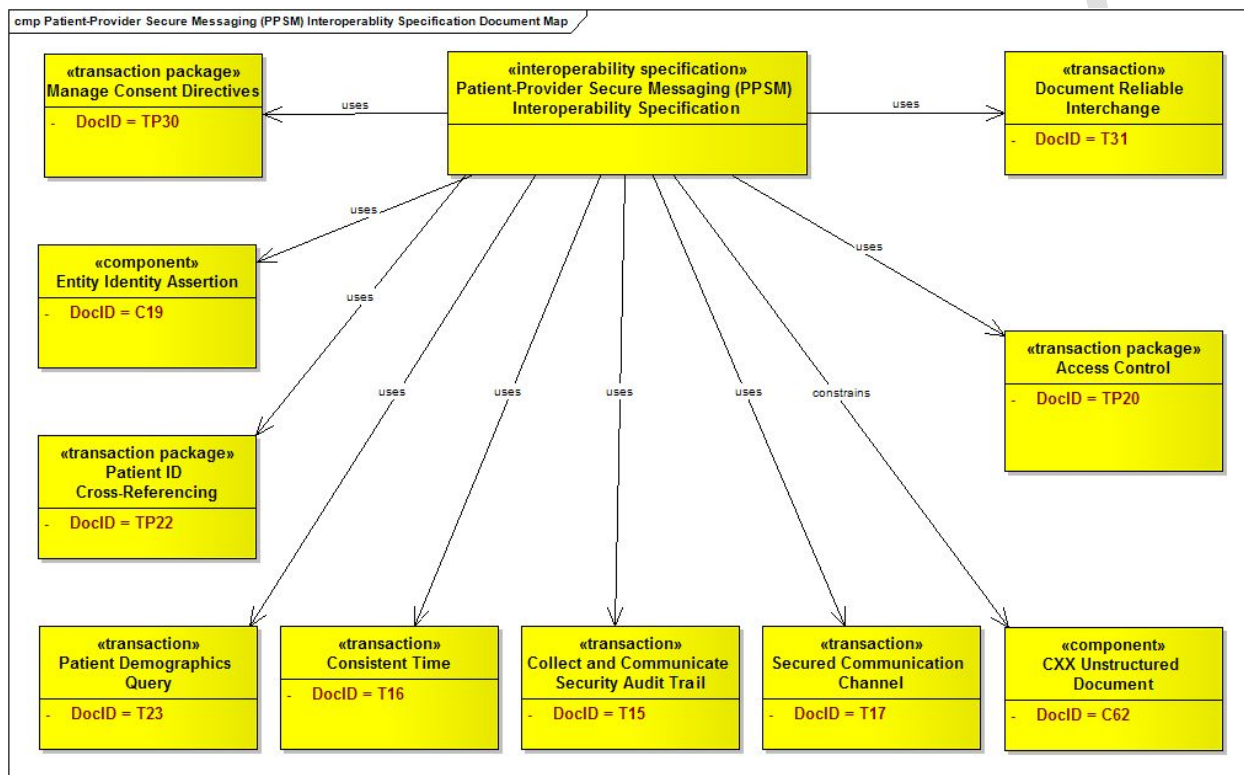 cmp Patient-Provider Secure Messaging (PPSM) Interoperablity Specification Document Map
«transaction package»
Manage Consent Directives
- DocID = TP30
uses
«interoperability specification»
Patient-Provider Secure Messaging (PPSM)
Interoperability Specification
uses
«transaction»
Document Reliable
Interchange
- DocID = T31
uses
«component»
Entity Identity Assertion
- DocID = C19
uses
uses
«transaction package»
Access Control
- DocID = TP20
«transaction package»
Patient ID
Cross-Referencing
- DocID = TP22
uses
uses
uses
uses
constrains
«transaction»
Patient Demographics
Query
- DocID = T23
«transaction»
Consistent Time
- DocID = T16
«transaction»
Collect and Communicate
Security Audit Trail
- DocID = T15
«transaction»
Secured Communication
Channel
- DocID = T17
«component»
CXX Unstructured
Document
- DocID = C62